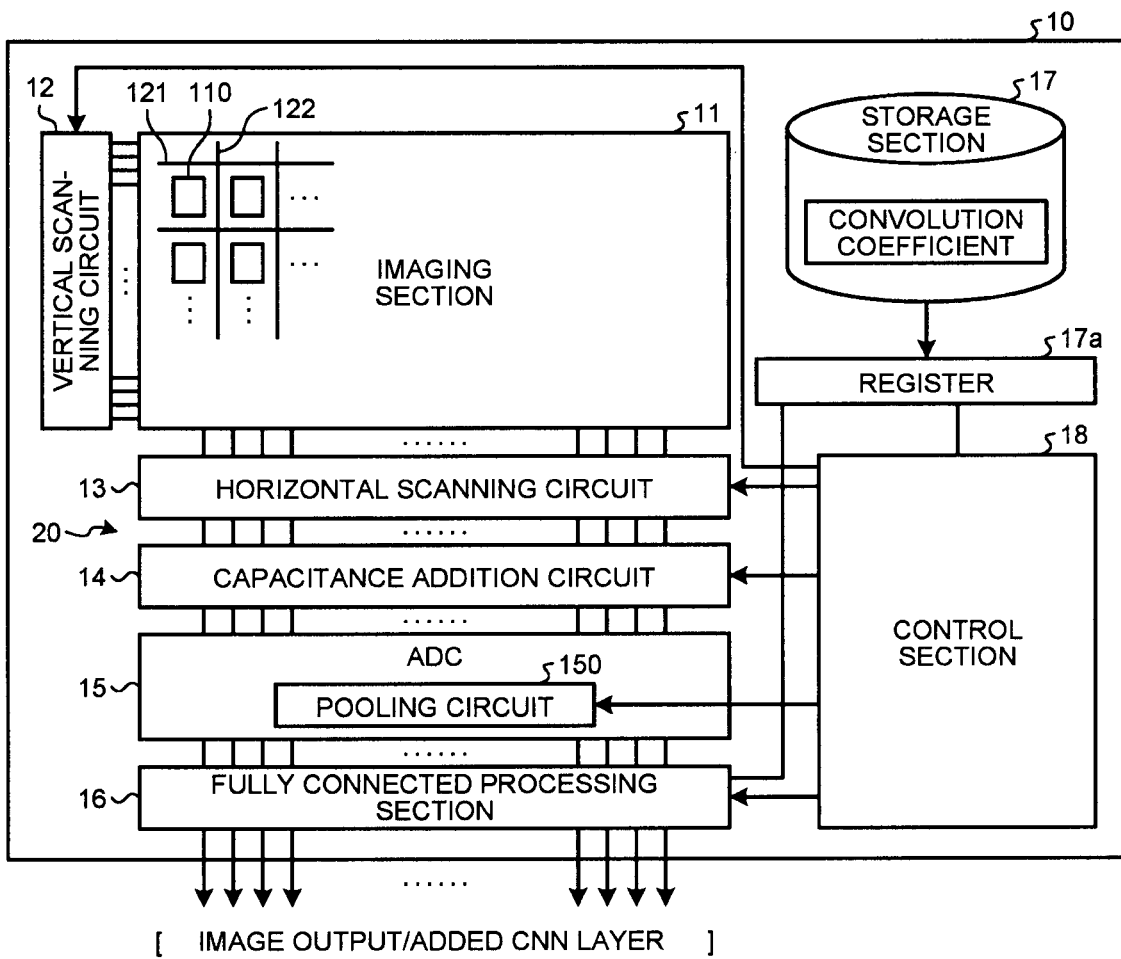 10
12
121
110
122
11
17
STORAGE
SECTION
CONVOLUTION
COEFFICIENT
VERTICAL SCAN-
NING CIRCUIT
IMAGING
SECTION
17a
REGISTER
18
13
HORIZONTAL SCANNING CIRCUIT
20
14
CAPACITANCE ADDITION CIRCUIT
CONTROL
SECTION
ADC
15
150
POOLING CIRCUIT
16
FULLY CONNECTED PROCESSING
SECTION
[ IMAGE OUTPUT/ADDED CNN LAYER ]